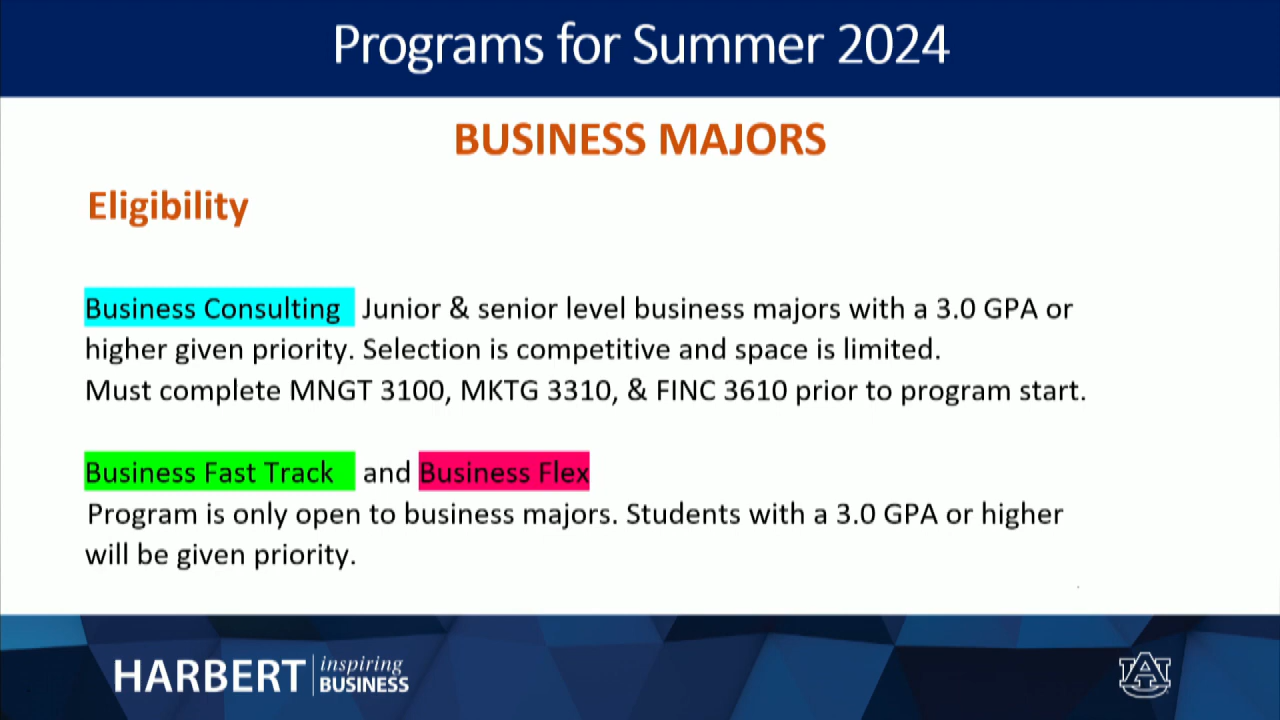 Programs for Summer 2024
BUSINESS MAJORS
Eligibility
Business Consulting Junior & senior level business majors with a 3.0 GPA or
higher given priority. Selection is competitive and space is limited.
Must complete MNGT 3100, MKTG 3310, & FINC 3610 prior to program start.
Business Fast Track and Business Flex
Program is only open to business majors. Students with a 3.0 GPA or higher
will be given priority.
HARBERT inspiring
BUSINESS
AU